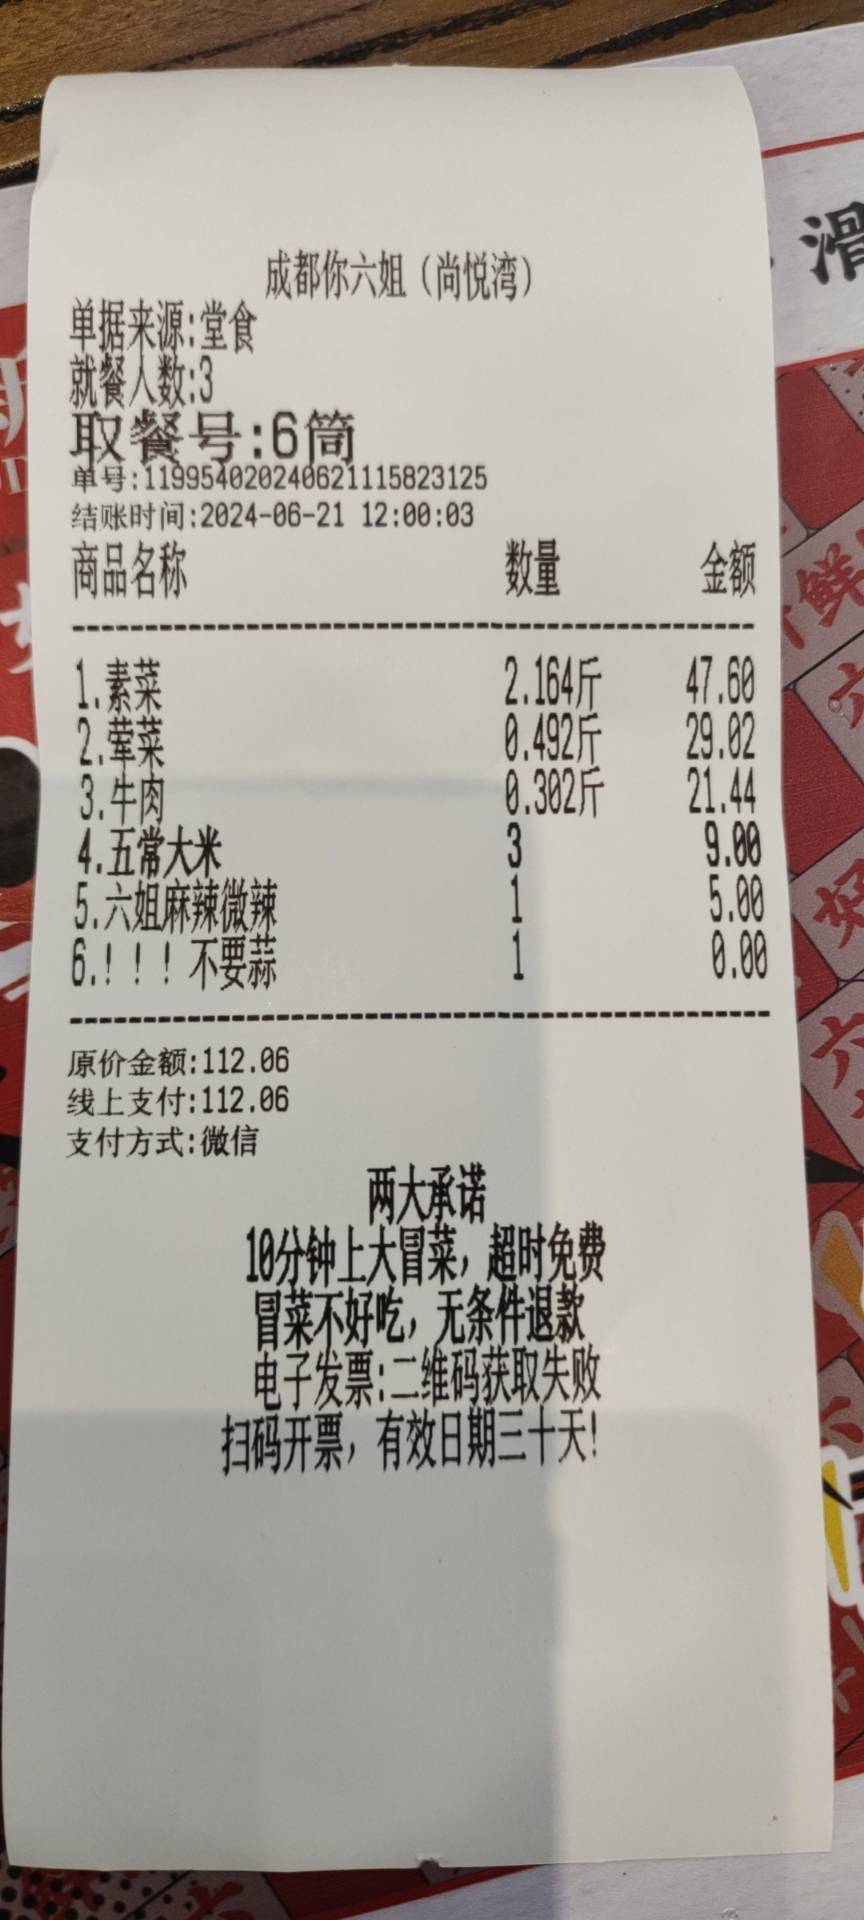 成都你六姐(尚悦湾)
单据来源:堂食
就餐人数:3
取餐号:6筒
单号:11995402024062111582312​5
结账时间:2024-06-21 12:00:03
商品名称 数量 金额
1.素菜 2.164斤 47.60
2.荤菜 0.492斤 29.02
3.牛肉 0.302斤 21.44
4.五常大米 3 9.00
5.六姐麻辣微辣 1 5.00
6.!!!不要蒜 1 0.00
原价金额:112.06
线上支付:112.06
支付方式:微信
两大承诺
10分钟上大冒菜，超时免费
冒菜不好吃，无条件退款
电子发票:二维码获取失败
扫码开票，有效日期三十天!
滑
鲜
六
好
六